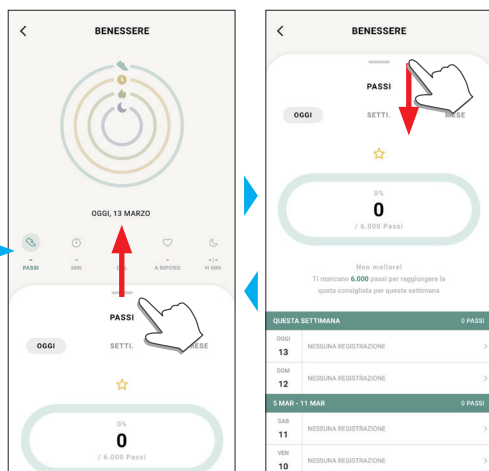 BENESSERE
OGGI, 13 MARZO
- - - - -:-
PASSI MIN A RIPOSO H MIN
PASSI
OGGI SETTI. MESE
0%
0
/ 6.000 Passi
BENESSERE
PASSI
OGGI SETTI. MESE
0%
0
/ 6.000 Passi
Non mollare!
Ti mancano 6.000 passi per raggiungere la
quota consigliata per questa settimana
QUESTA SETTIMANA 0 PASSI
OGGI
13 NESSUNA REGISTRAZIONE
DOM
12 NESSUNA REGISTRAZIONE
5 MAR - 11 MAR 0 PASSI
SAB
11 NESSUNA REGISTRAZIONE
VEN
10 NESSUNA REGISTRAZIONE